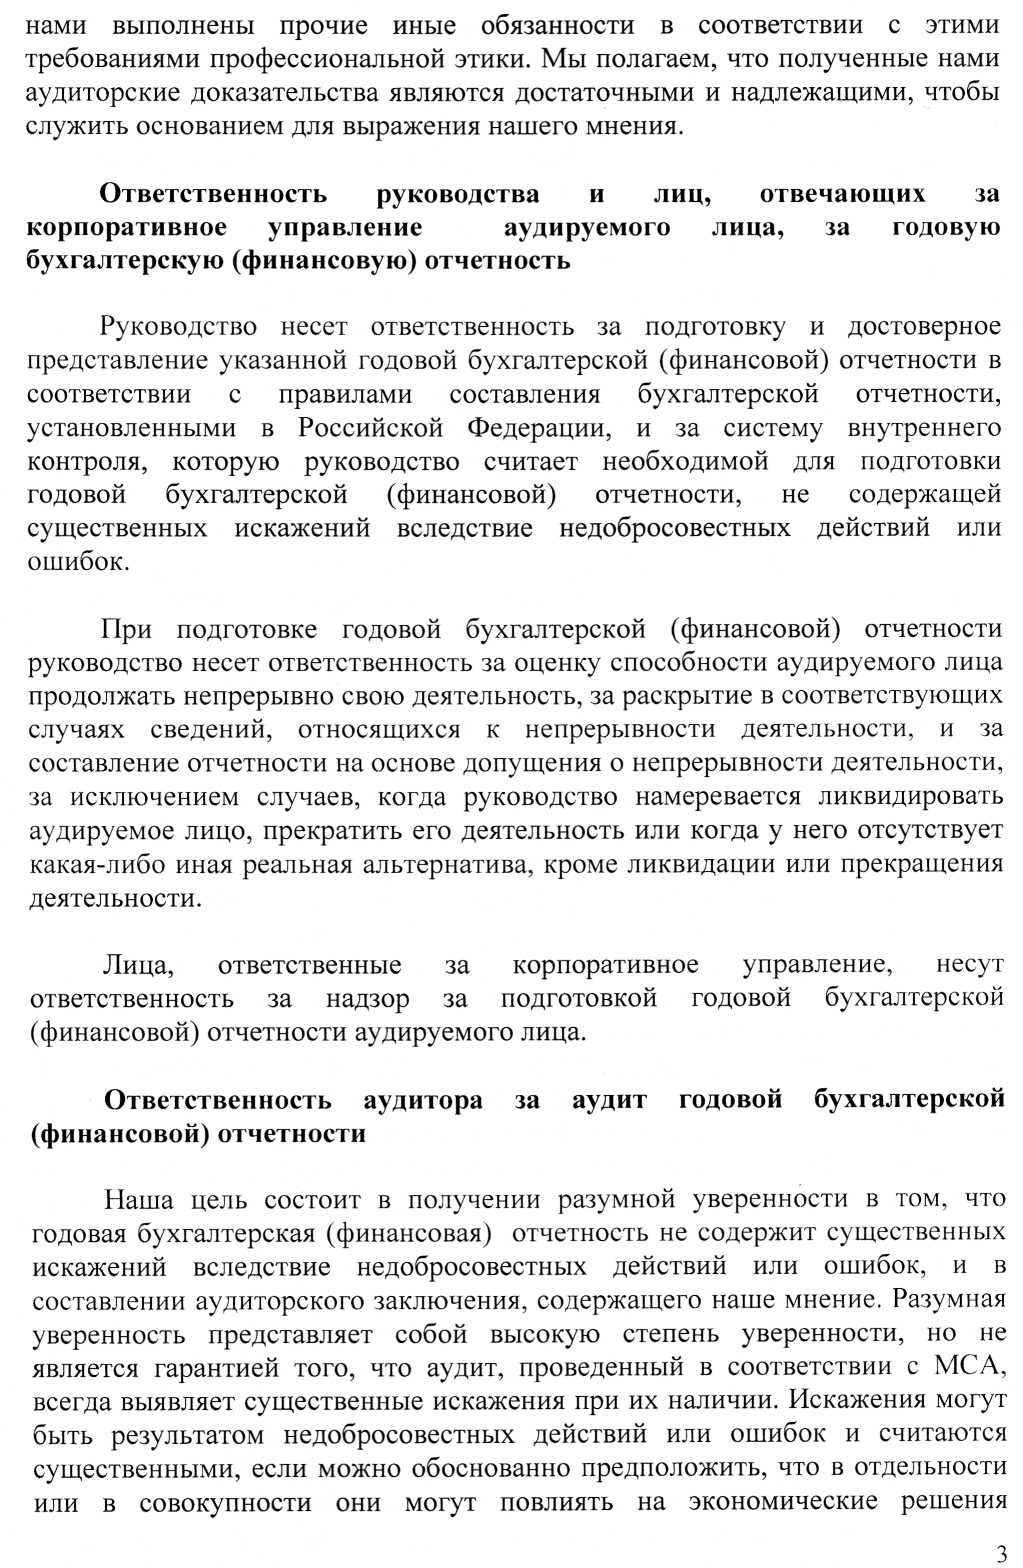 нами выполнены прочие иные обязанности в соответствии с этими
требованиями профессиональной этики. Мы полагаем, что полученные нами
аудиторские доказательства являются достаточными и надлежащими, чтобы
служить основанием для выражения нашего мнения.
Ответственность руководства и лиц, отвечающих за
корпоративное управление аудируемого лица, за годовую
бухгалтерскую (финансовую) отчетность
Руководство несет ответственность за подготовку и достоверное
представление указанной годовой бухгалтерской (финансовой) отчетности в
соответствии с правилами составления бухгалтерской отчетности,
установленными в Российской Федерации, и за систему внутреннего
контроля, которую руководство считает необходимой для подготовки
годовой бухгалтерской (финансовой) отчетности, не содержащей
существенных искажений вследствие недобросовестных действий или
ошибок.
При подготовке годовой бухгалтерской (финансовой) отчетности
руководство несет ответственность за оценку способности аудируемого лица
продолжать непрерывно свою деятельность, за раскрытие в соответствующих
случаях сведений, относящихся к непрерывности деятельности, и за
составление отчетности на основе допущения о непрерывности деятельности,
за исключением случаев, когда руководство намеревается ликвидировать
аудируемое лицо, прекратить его деятельность или когда у него отсутствует
какая-либо иная реальная альтернатива, кроме ликвидации или прекращения
деятельности.
Лица, ответственные за корпоративное управление, несут
ответственность за надзор за подготовкой годовой бухгалтерской
(финансовой) отчетности аудируемого лица.
Ответственность аудитора за аудит годовой бухгалтерской
(финансовой) отчетности
Наша цель состоит в получении разумной уверенности в том, что
годовая бухгалтерская (финансовая) отчетность не содержит существенных
искажений вследствие недобросовестных действий или ошибок, и в
составлении аудиторского заключения, содержащего наше мнение. Разумная
уверенность представляет собой высокую степень уверенности, но не
является гарантией того, что аудит, проведенный в соответствии с МСА,
всегда выявляет существенные искажения при их наличии. Искажения могут
быть результатом недобросовестных действий или ошибок и считаются
существенными, если можно обоснованно предположить, что в отдельности
или в совокупности они могут повлиять на экономические решения
3